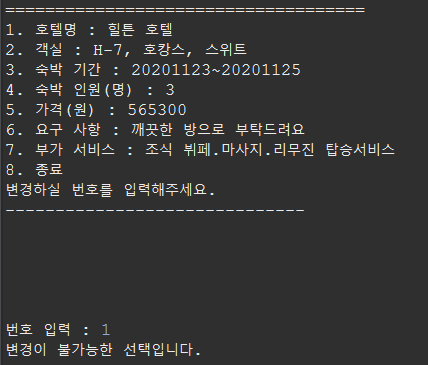 ====================================
1. 호텔명 : 힐튼 호텔
2. 객실 : H-7, 호캉스, 스위트
3. 숙박 기간 : 20201123~20201125
4. 숙박 인원(명) : 3
5. 가격(원) : 565300
6. 요구 사항 : 깨끗한 방으로 부탁드려요
7. 부가 서비스 : 조식 뷔페.마사지.리무진 탑승서비스
8. 종료
변경하실 번호를 입력해주세요.
------------------------------
번호 입력 : 1
변경이 불가능한 선택입니다.